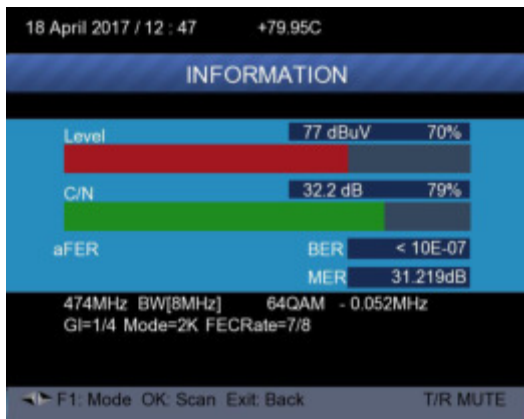 18 April 2017 / 12 : 47 +79.95C
INFORMATION
Level 77 dBuV 70%
C/N 32.2 dB 79%
aFER BER < 10E-07
MER 31.219dB
474MHz BW[8MHz] 64QAM - 0.052MHz
GI=1/4 Mode=2K FECRate=7/8
F1: Mode OK: Scan Exit: Back T/R MUTE